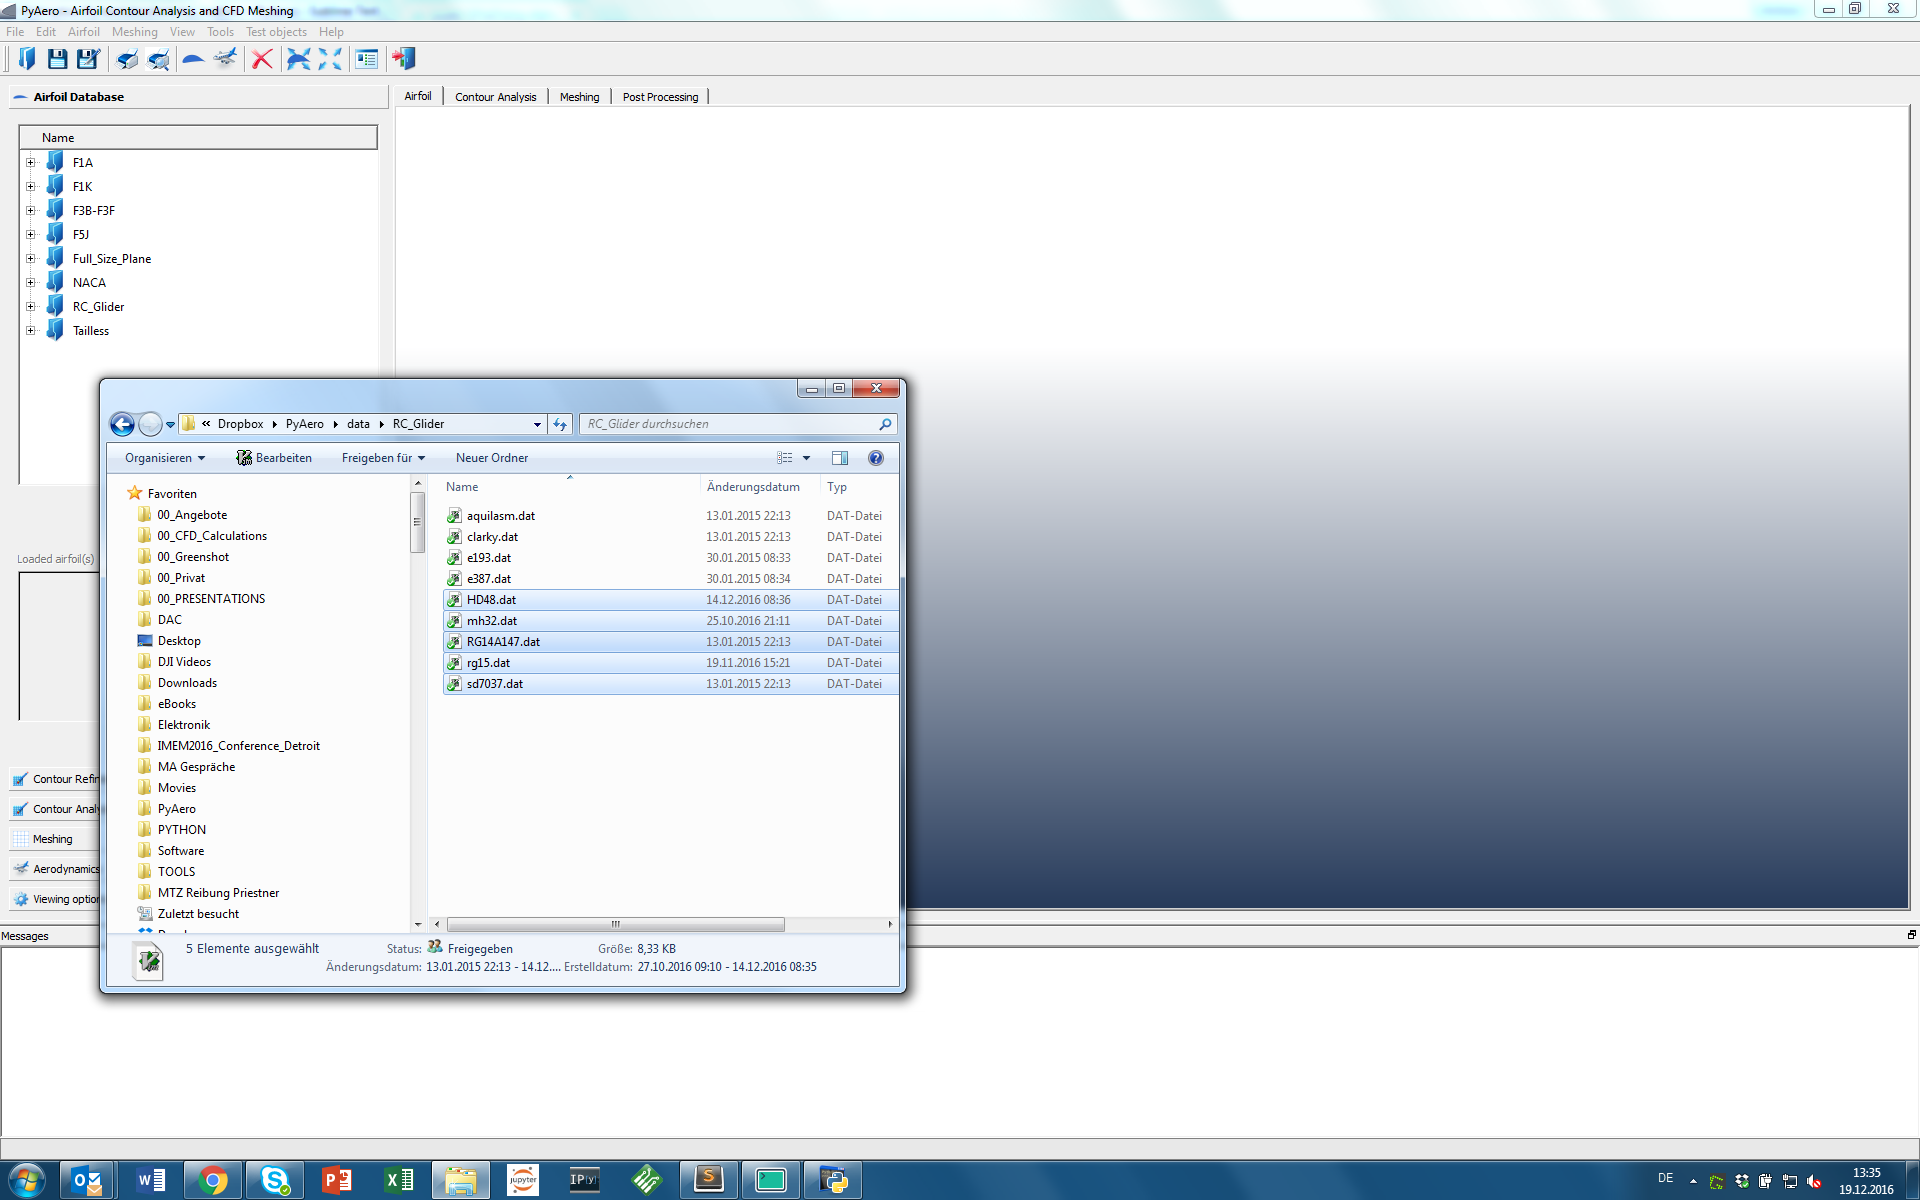 PyAero - Airfoil Contour Analysis and CFD Meshing
File Edit Airfoil Meshing View Tools Test objects Help
Airfoil Database
Airfoil Contour Analysis Meshing Post Processing
Name
F1A
F1K
F3B-F3F
F5J
Full_Size_Plane
NACA
RC_Glider
Tailless
Loaded airfoil(s)
Contour Refin
Contour Analy
Meshing
Aerodynamics
Viewing option
« Dropbox PyAero data RC_Glider
RC_Glider durchsuchen
Organisieren Bearbeiten Freigeben für Neuer Ordner
Favoriten
00_Angebote
00_CFD_Calculations
00_Greenshot
00_Privat
00_PRESENTATIONS
DAC
Desktop
DJI Videos
Downloads
eBooks
Elektronik
IMEM2016_Conference_Detroit
MA Gespräche
Movies
PyAero
PYTHON
Software
TOOLS
MTZ Reibung Priestner
Zuletzt besucht
Name Änderungsdatum Typ
aquilasm.dat 13.01.2015 22:13 DAT-Datei
clarky.dat 13.01.2015 22:13 DAT-Datei
e193.dat 30.01.2015 08:33 DAT-Datei
e387.dat 30.01.2015 08:34 DAT-Datei
HD48.dat 14.12.2016 08:36 DAT-Datei
mh32.dat 25.10.2016 21:11 DAT-Datei
RG14A147.dat 13.01.2015 22:13 DAT-Datei
rg15.dat 19.11.2016 15:21 DAT-Datei
sd7037.dat 13.01.2015 22:13 DAT-Datei
5 Elemente ausgewählt Status: Freigegeben Größe: 8,33 KB
Änderungsdatum: 13.01.2015 22:13 - 14.12.... Erstelldatum: 27.10.2016 09:10 - 14.12.2016 08:35
Messages
jupyter
IP[y]
DE
13:35
19.12.2016